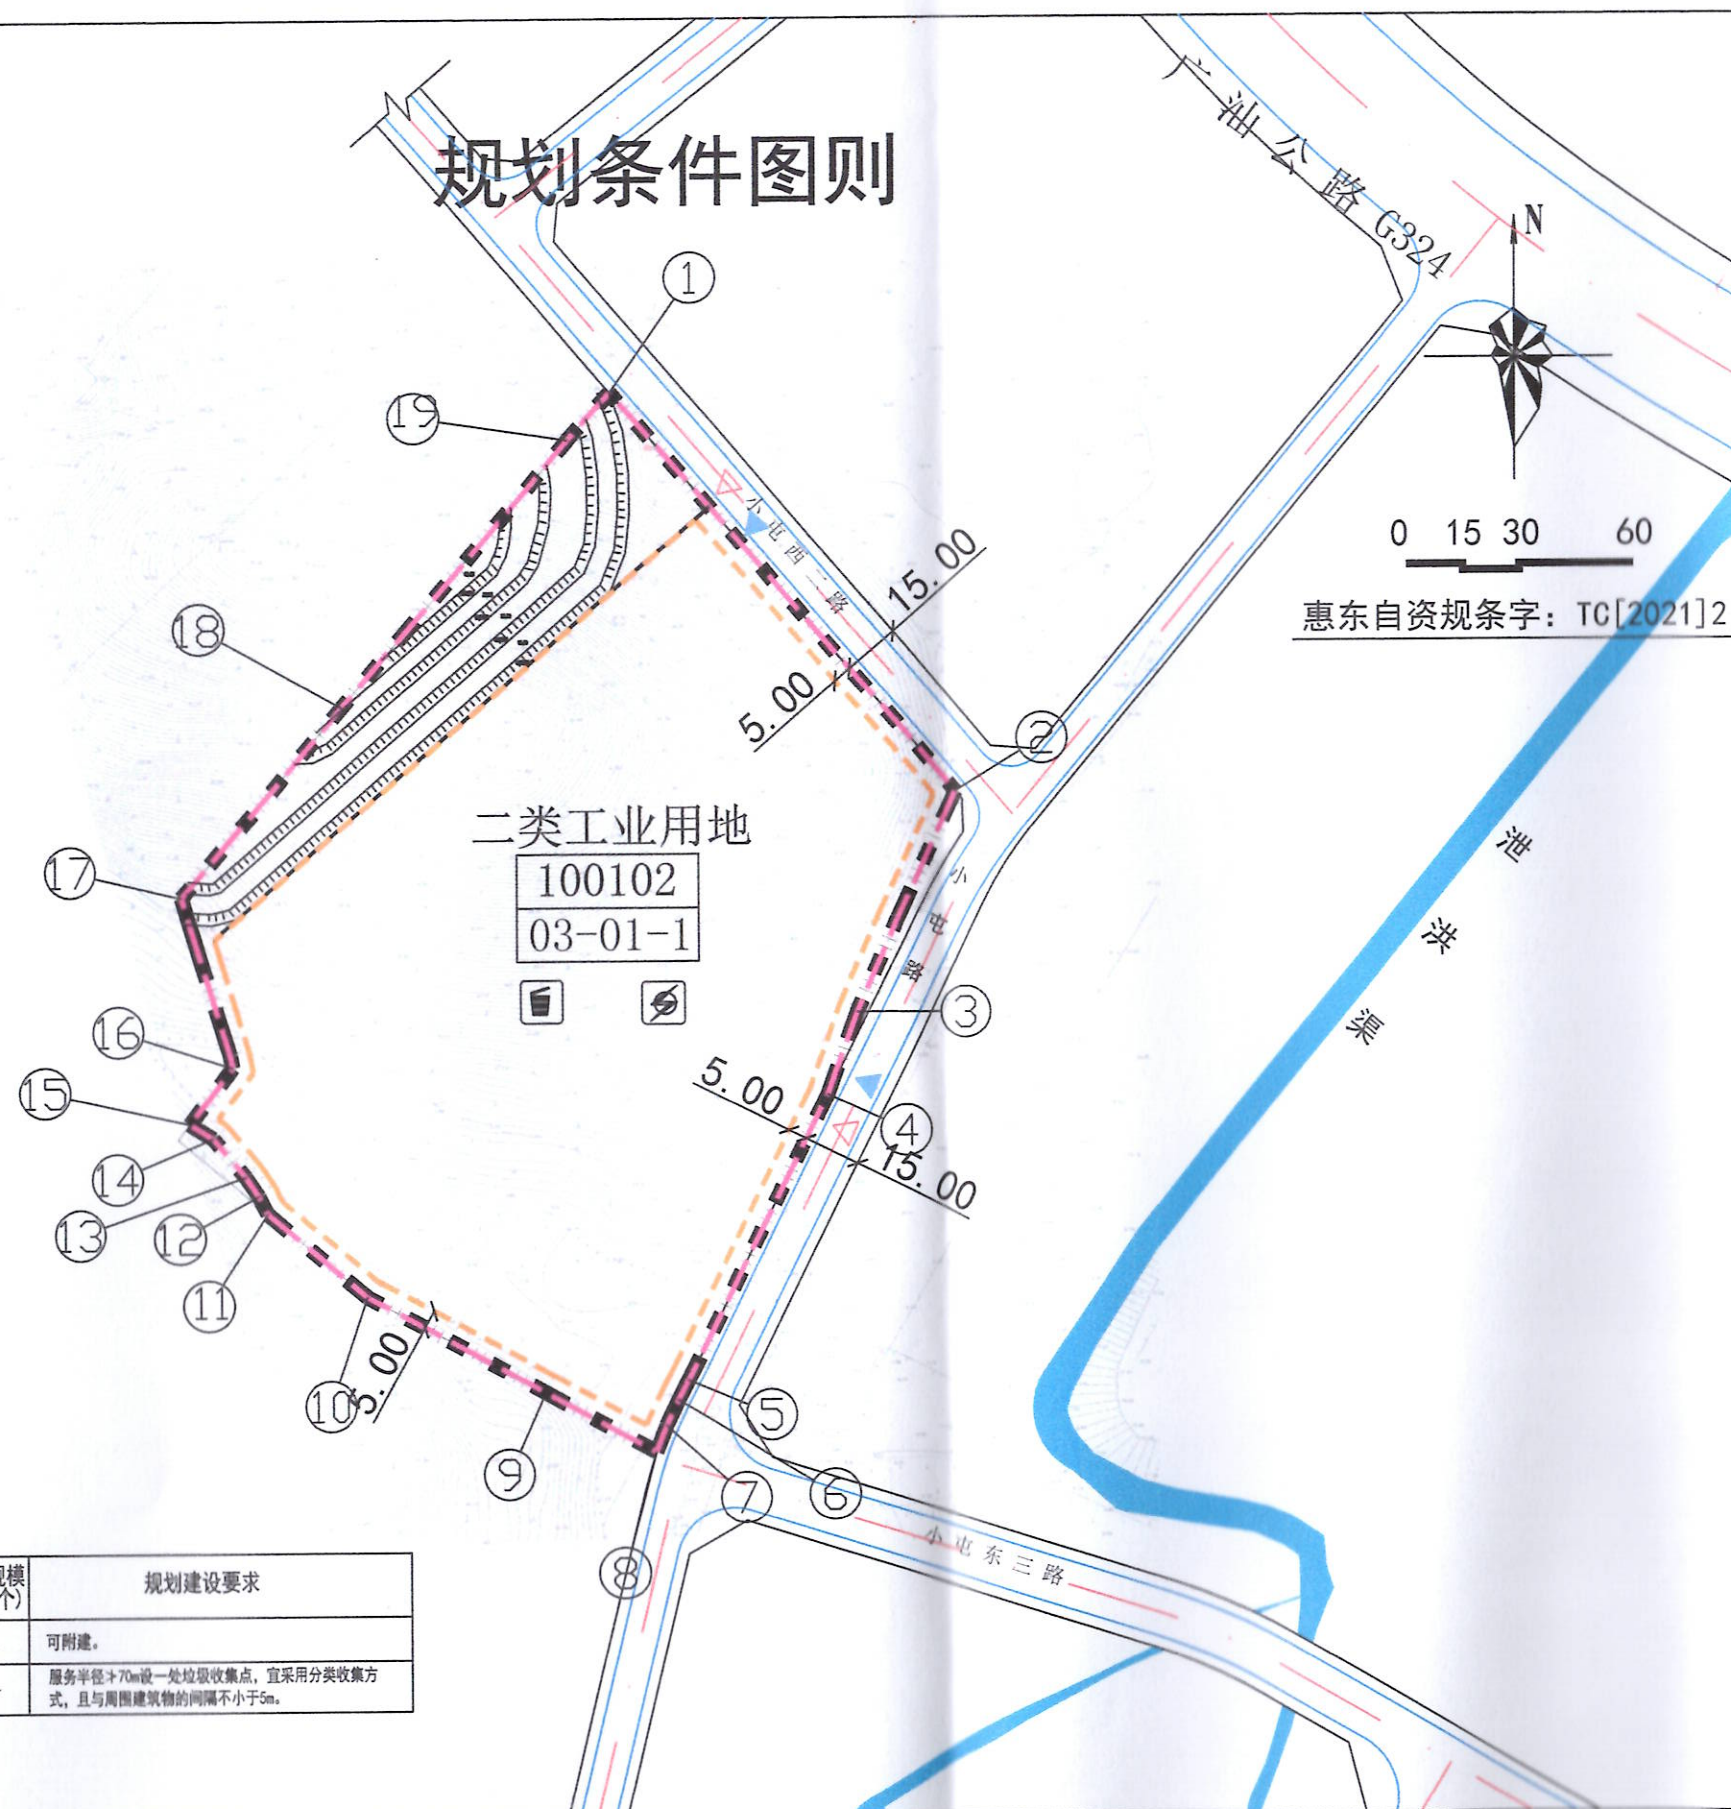 规划条件图则
广汕公路 G324
N
0 15 30 60
惠东自资规条字：TC[2021]2
1
19
小屯西二路
15.00
5.00
18
2
二类工业用地
100102
03-01-1
17
小屯路
泄洪渠
3
16
15
5.00
4
15.00
14
13
12
11
10
5.00
5
9
7
6
小屯东三路
8
规模
个)
规划建设要求
可附建。
服务半径≯70m设一处垃圾收集点，宜采用分类收集方
式，且与周围建筑物的间隔不小于5m。